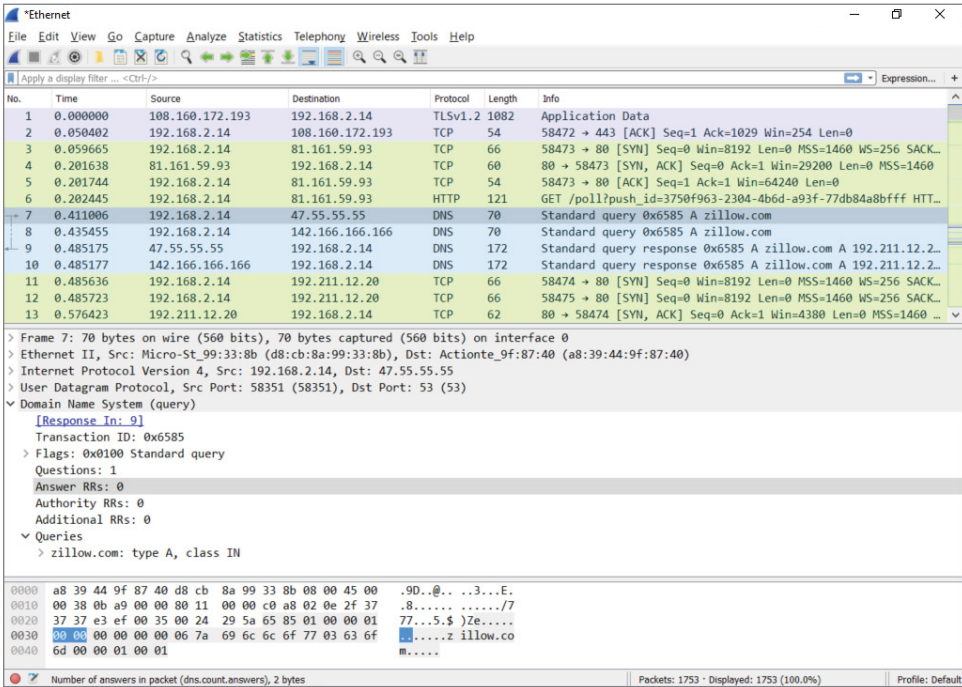 *Ethernet
File Edit View Go Capture Analyze Statistics Telephony Wireless Tools Help
Apply a display filter ... <Ctrl-/> Expression... +
No. Time Source Destination Protocol Length Info
1 0.000000 108.160.172.193 192.168.2.14 TLSv1.2 1082 Application Data
2 0.050402 192.168.2.14 108.160.172.193 TCP 54 58472 → 443 [ACK] Seq=1 Ack=1029 Win=254 Len=0
3 0.059665 192.168.2.14 81.161.59.93 TCP 66 58473 → 80 [SYN] Seq=0 Win=8192 Len=0 MSS=1460 WS=256 SACK…
4 0.201638 81.161.59.93 192.168.2.14 TCP 60 80 → 58473 [SYN, ACK] Seq=0 Ack=1 Win=29200 Len=0 MSS=1460
5 0.201744 192.168.2.14 81.161.59.93 TCP 54 58473 → 80 [ACK] Seq=1 Ack=1 Win=64240 Len=0
6 0.202445 192.168.2.14 81.161.59.93 HTTP 121 GET /poll?push_id=3750f963-2304-4b6d-a93f-77db84a8bfff HTT…
7 0.411006 192.168.2.14 47.55.55.55 DNS 70 Standard query 0x6585 A zillow.com
8 0.435455 192.168.2.14 142.166.166.166 DNS 70 Standard query 0x6585 A zillow.com
9 0.485175 47.55.55.55 192.168.2.14 DNS 172 Standard query response 0x6585 A zillow.com A 192.211.12.2…
10 0.485177 142.166.166.166 192.168.2.14 DNS 172 Standard query response 0x6585 A zillow.com A 192.211.12.2…
11 0.485636 192.168.2.14 192.211.12.20 TCP 66 58474 → 80 [SYN] Seq=0 Win=8192 Len=0 MSS=1460 WS=256 SACK…
12 0.485723 192.168.2.14 192.211.12.20 TCP 66 58475 → 80 [SYN] Seq=0 Win=8192 Len=0 MSS=1460 WS=256 SACK…
13 0.576423 192.211.12.20 192.168.2.14 TCP 62 80 → 58474 [SYN, ACK] Seq=0 Ack=1 Win=4380 Len=0 MSS=1460 …
> Frame 7: 70 bytes on wire (560 bits), 70 bytes captured (560 bits) on interface 0
> Ethernet II, Src: Micro-St_99:33:8b (d8:cb:8a:99:33:8b), Dst: Actionte_9f:87:40 (a8:39:44:9f:87:40)
> Internet Protocol Version 4, Src: 192.168.2.14, Dst: 47.55.55.55
> User Datagram Protocol, Src Port: 58351 (58351), Dst Port: 53 (53)
Domain Name System (query)
[Response In: 9]
Transaction ID: 0x6585
> Flags: 0x0100 Standard query
Questions: 1
Answer RRs: 0
Authority RRs: 0
Additional RRs: 0
Queries
> zillow.com: type A, class IN
0000 a8 39 44 9f 87 40 d8 cb 8a 99 33 8b 08 00 45 00 .9D..@.. ..3...E.
0010 00 38 0b a9 00 00 80 11 00 00 c0 a8 02 0e 2f 37 .8...... ....../7
0020 37 37 e3 ef 00 35 00 24 29 5a 65 85 01 00 00 01 77...5.$ )Ze.....
0030 00 00 00 00 00 00 06 7a 69 6c 6c 6f 77 03 63 6f .......z illow.co
0040 6d 00 00 01 00 01 m.....
Number of answers in packet (dns.count.answers), 2 bytes Packets: 1753 · Displayed: 1753 (100.0%) Profile: Default